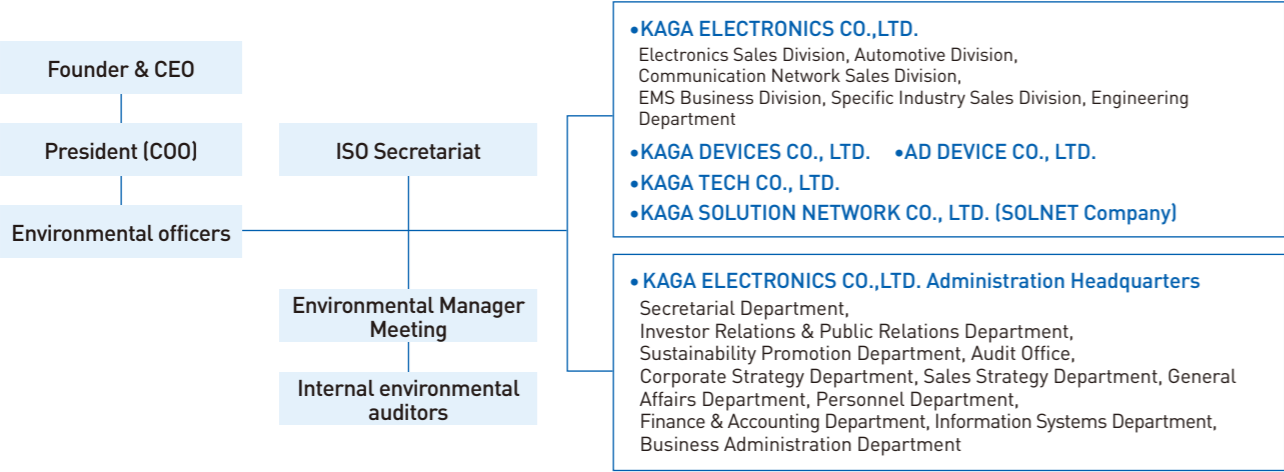 Founder & CEO
President (COO)
Environmental officers
ISO Secretariat
Environmental Manager
Meeting
Internal environmental
auditors
•KAGA ELECTRONICS CO.,LTD.
Electronics Sales Division, Automotive Division,
Communication Network Sales Division,
EMS Business Division, Specific Industry Sales Division, Engineering
Department
•KAGA DEVICES CO., LTD. •AD DEVICE CO., LTD.
•KAGA TECH CO., LTD.
•KAGA SOLUTION NETWORK CO., LTD. (SOLNET Company)
•KAGA ELECTRONICS CO.,LTD. Administration Headquarters
Secretarial Department,
Investor Relations & Public Relations Department,
Sustainability Promotion Department, Audit Office,
Corporate Strategy Department, Sales Strategy Department, General
Affairs Department, Personnel Department,
Finance & Accounting Department, Information Systems Department,
Business Administration Department